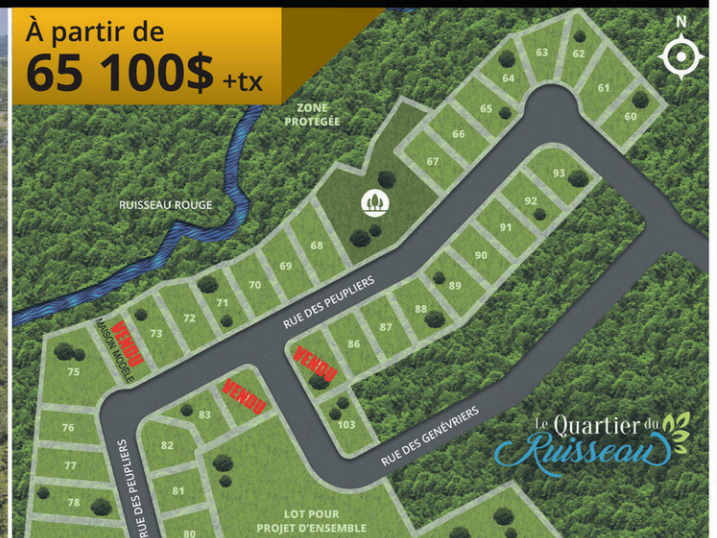 À partir de
65 100$ +tx
N
ZONE
PROTÉGÉE
RUISSEAU ROUGE
60
61
62
63
64
65
66
67
68
69
70
71
72
73
VENDU
MAISON MODÈLE
75
76
77
78
80
81
82
83
VENDU
VENDU
86
87
88
89
90
91
92
93
103
RUE DES PEUPLIERS
RUE DES PEUPLIERS
RUE DES GENÉVRIERS
LOT POUR
PROJET D'ENSEMBLE
Le Quartier du
Ruisseau